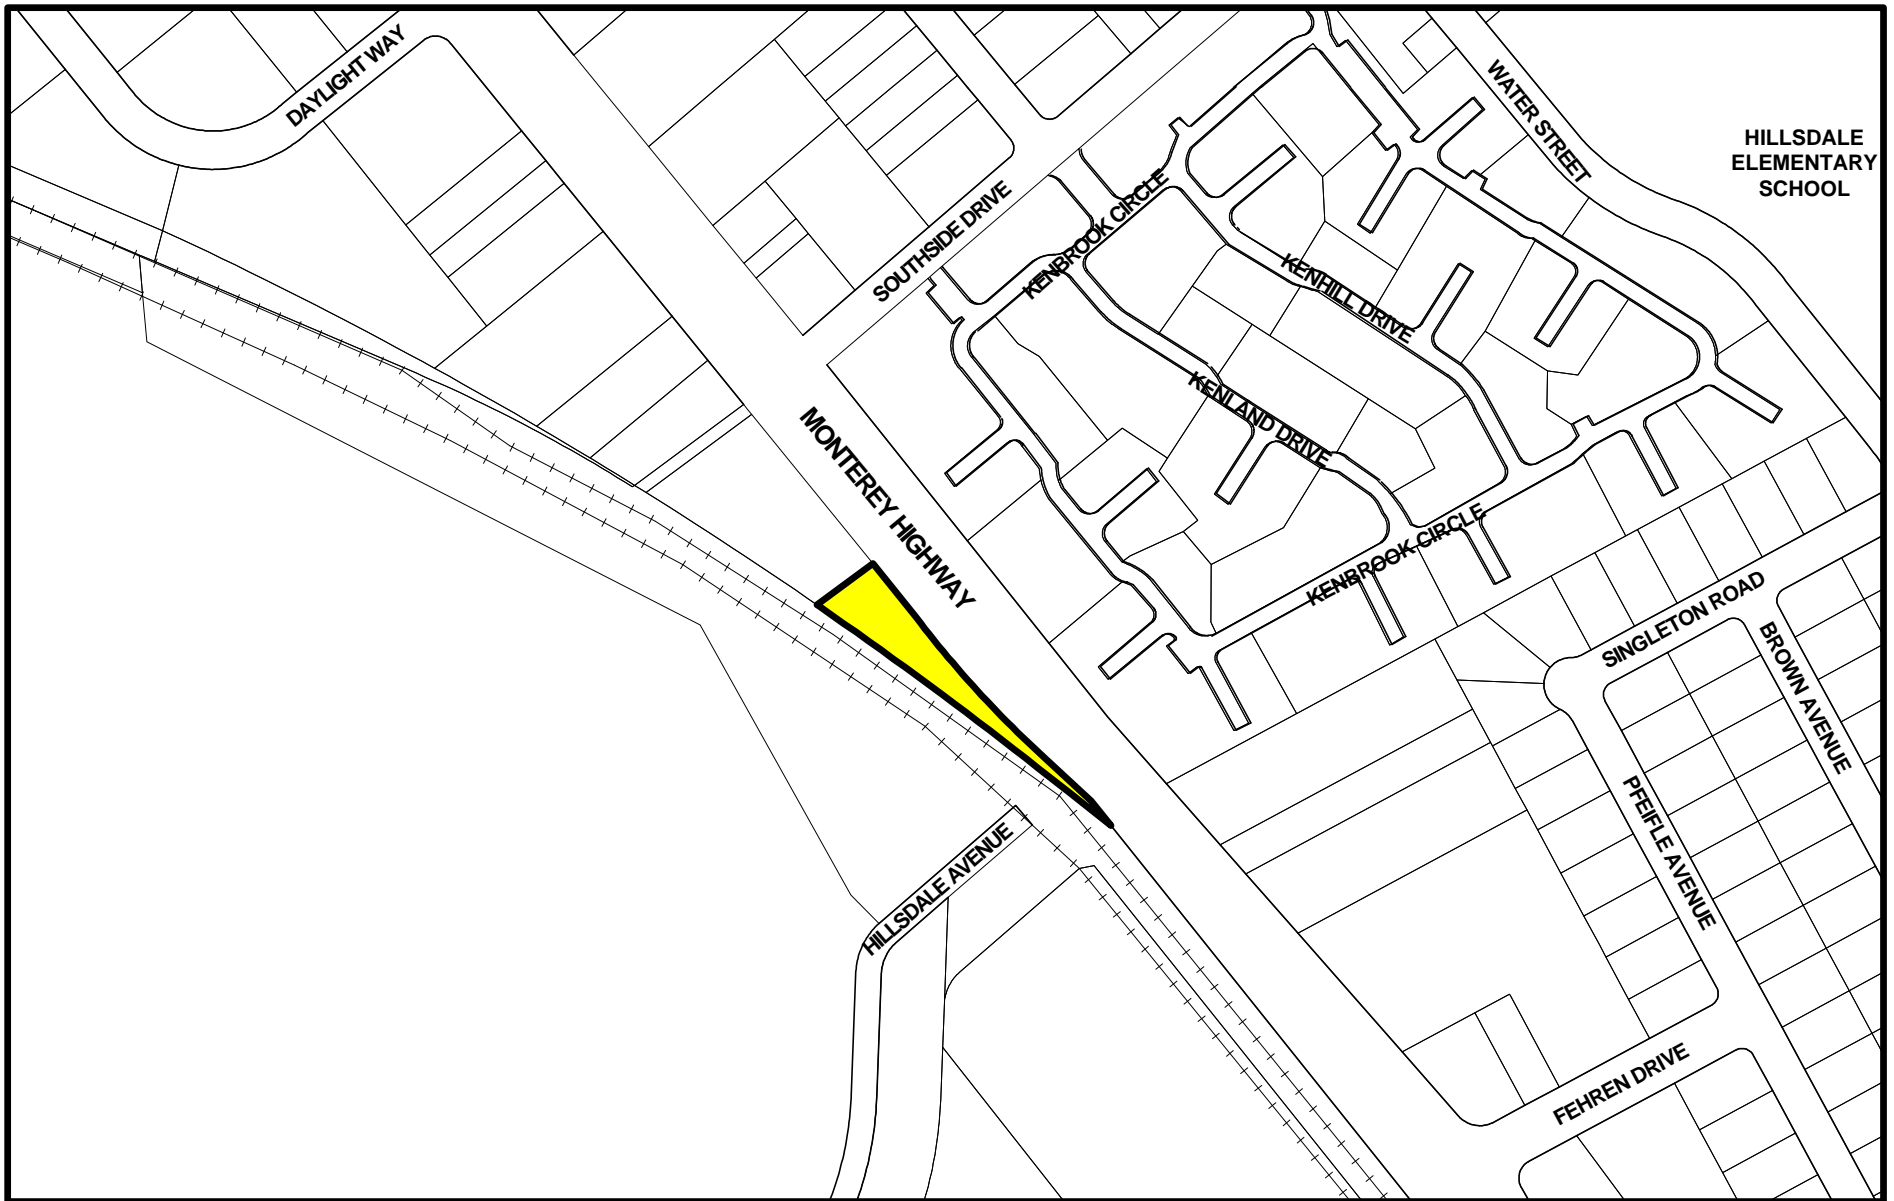 DAYLIGHT WAY
WATER STREET
HILLSDALE
ELEMENTARY
SCHOOL
SOUTHSIDE DRIVE
KENBROOK CIRCLE
KENHILL DRIVE
KENLAND DRIVE
MONTEREY HIGHWAY
KENBROOK CIRCLE
SINGLETON ROAD
BROWN AVENUE
PFEIFLE AVENUE
HILLSDALE AVENUE
FEHREN DRIVE